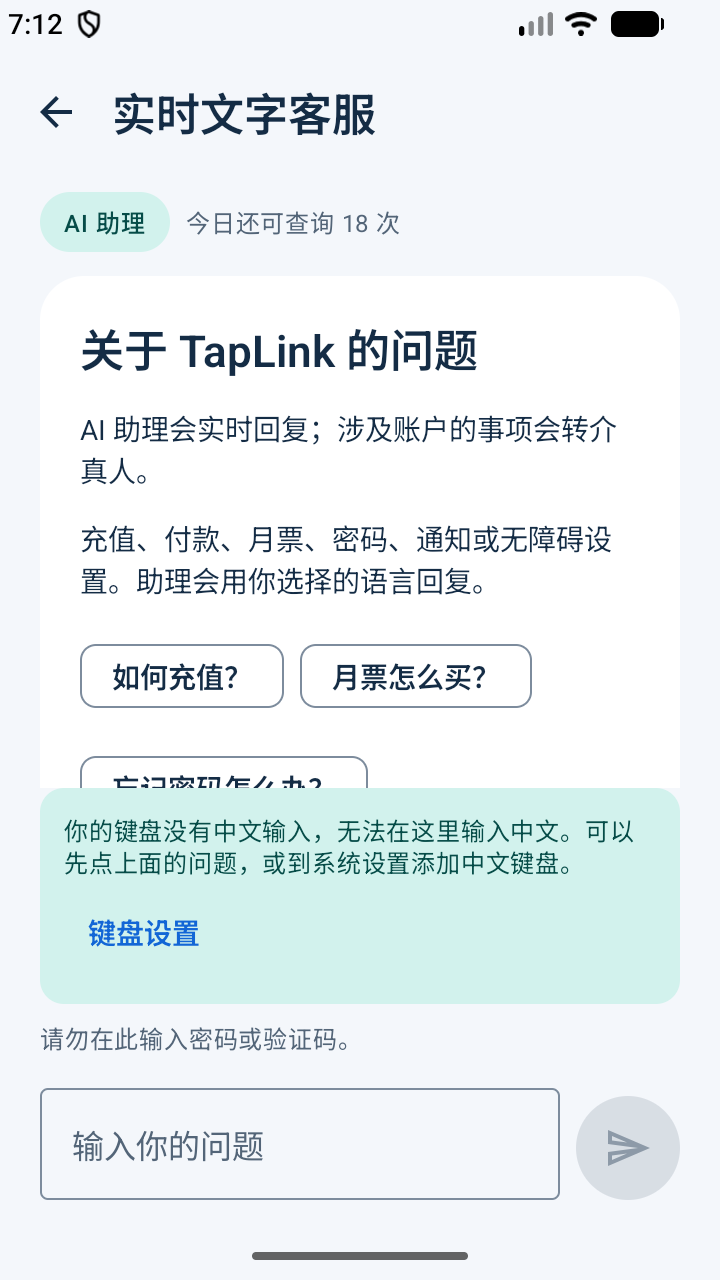 7:12
实时文字客服
AI 助理
今日还可查询 18 次
关于 TapLink 的问题
AI 助理会实时回复；涉及账户的事项会转介
真人。
充值、付款、月票、密码、通知或无障碍设
置。助理会用你选择的语言回复。
如何充值？
月票怎么买？
忘记密码怎么办？
你的键盘没有中文输入，无法在这里输入中文。可以
先点上面的问题，或到系统设置添加中文键盘。
键盘设置
请勿在此输入密码或验证码。
输入你的问题